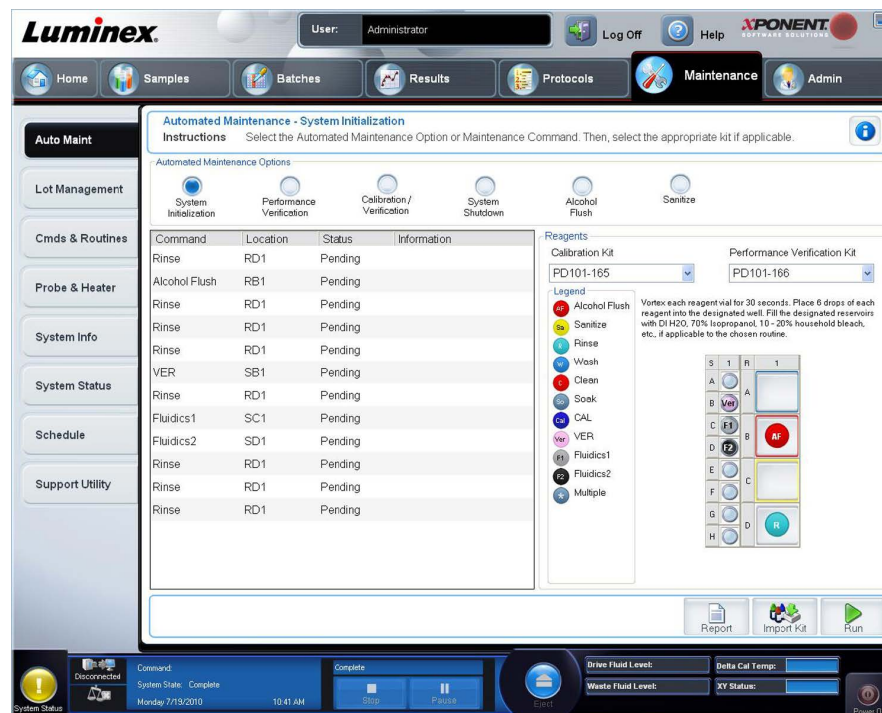 Luminex.
User: Administrator
Log Off
Help
XPONENT.
SOFTWARE SOLUTIONS
Home
Samples
Batches
Results
Protocols
Maintenance
Admin
Auto Maint
Lot Management
Cmds & Routines
Probe & Heater
System Info
System Status
Schedule
Support Utility
Automated Maintenance - System Initialization
Instructions Select the Automated Maintenance Option or Maintenance Command. Then, select the appropriate kit if applicable.
Automated Maintenance Options
System Initialization
Performance Verification
Calibration / Verification
System Shutdown
Alcohol Flush
Sanitize
Command Location Status Information
Rinse RD1 Pending
Alcohol Flush RB1 Pending
Rinse RD1 Pending
Rinse RD1 Pending
Rinse RD1 Pending
VER SB1 Pending
Rinse RD1 Pending
Fluidics1 SC1 Pending
Fluidics2 SD1 Pending
Rinse RD1 Pending
Rinse RD1 Pending
Rinse RD1 Pending
Reagents
Calibration Kit
PD101-165
Performance Verification Kit
PD101-166
Legend
AF Alcohol Flush
Sa Sanitize
R Rinse
W Wash
C Clean
So Soak
Cal CAL
Ver VER
F1 Fluidics1
F2 Fluidics2
* Multiple
Vortex each reagent vial for 30 seconds. Place 6 drops of each
reagent into the designated well. Fill the designated reservoirs
with DI H2O, 70% Isopropanol, 10 - 20% household bleach,
etc., if applicable to the chosen routine.
S 1 R 1
A
B Ver
A
C F1
D F2
B AF
E
F
C
G
H
D R
Report
Import Kit
Run
System Status
Disconnected
Command:
System State: Complete
Monday 7/19/2010 10:41 AM
Complete
Stop
Pause
Eject
Drive Fluid Level:
Waste Fluid Level:
Delta Cal Temp:
XY Status: